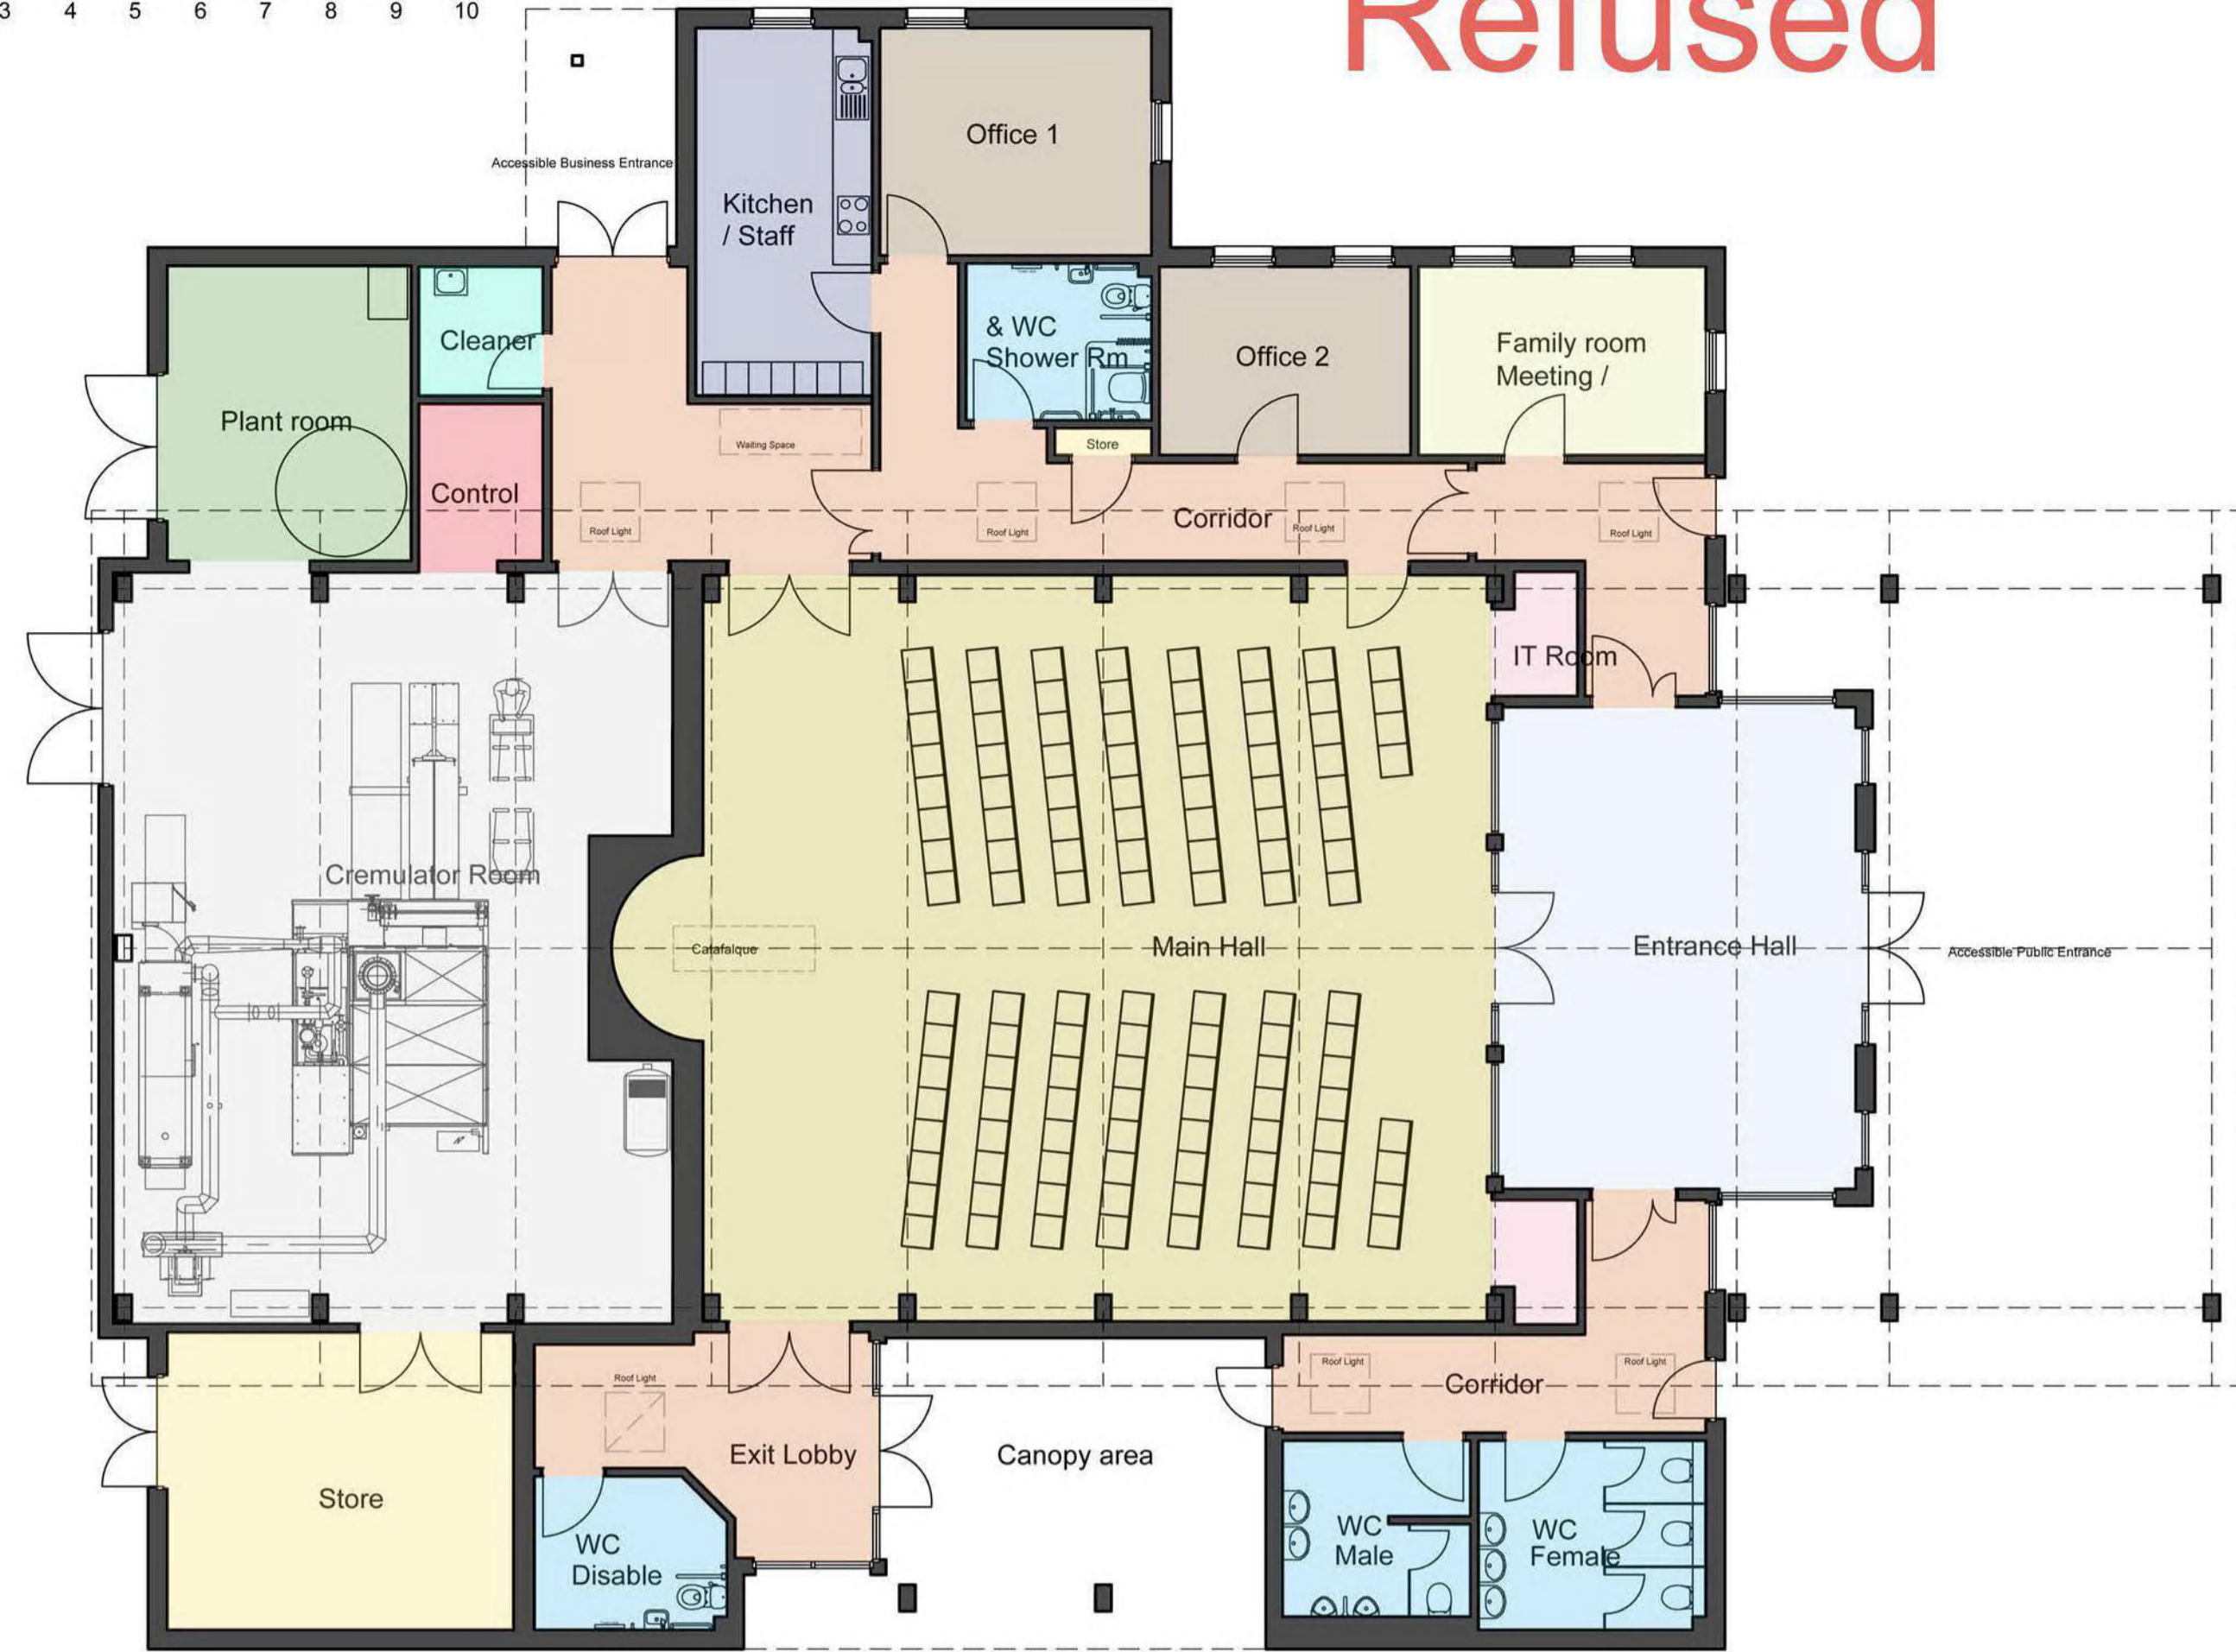 3 4 5 6 7 8 9 10
Refused
Accessible Business Entrance
Kitchen
/ Staff
Office 1
Cleaner
& WC
Shower Rm
Office 2
Family room
Meeting /
Plant room
Control
Waiting Space
Store
Roof Light
Roof Light
Corridor
Roof Light
Roof Light
IT Room
Cremulator Room
Catafalque
Main Hall
Entrance Hall
Accessible Public Entrance
Roof Light
Roof Light
Roof Light
Corridor
Exit Lobby
Canopy area
Store
WC
Disable
WC
Male
WC
Female